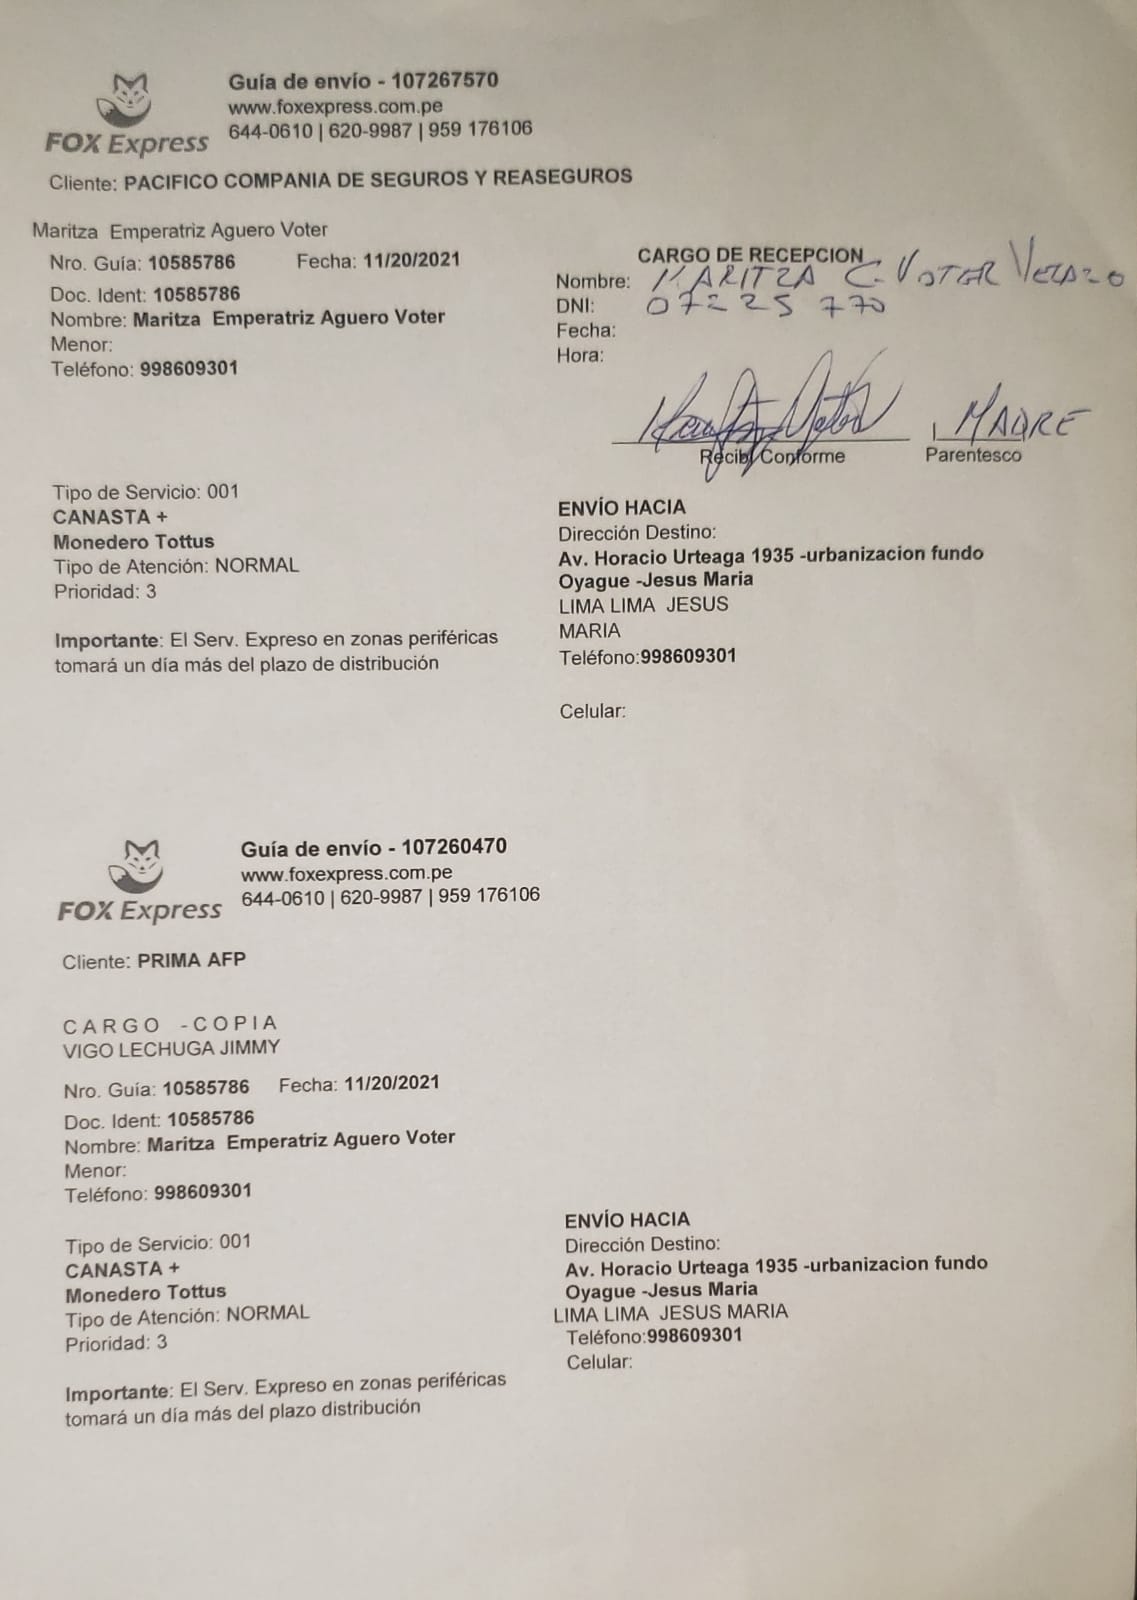 FOX Express
Guía de envío - 107267570
www.foxexpress.com.pe
644-0610 | 620-9987 | 959 176106
Cliente: PACIFICO COMPANIA DE SEGUROS Y REASEGUROS
Maritza Emperatriz Aguero Voter
Nro. Guía: 10585786 Fecha: 11/20/2021
Doc. Ident: 10585786
Nombre: Maritza Emperatriz Aguero Voter
Menor:
Teléfono: 998609301
CARGO DE RECEPCION
Nombre: MARITZA C. VOTER
DNI: 07225770
Fecha:
Hora:
MADRE
Recibi Conforme Parentesco
Tipo de Servicio: 001
CANASTA +
Monedero Tottus
Tipo de Atención: NORMAL
Prioridad: 3
Importante: El Serv. Expreso en zonas periféricas
tomará un día más del plazo de distribución
ENVÍO HACIA
Dirección Destino:
Av. Horacio Urteaga 1935 -urbanizacion fundo
Oyague -Jesus Maria
LIMA LIMA JESUS
MARIA
Teléfono:998609301
Celular:
FOX Express
Guía de envío - 107260470
www.foxexpress.com.pe
644-0610 | 620-9987 | 959 176106
Cliente: PRIMA AFP
CARGO -COPIA
VIGO LECHUGA JIMMY
Nro. Guía: 10585786 Fecha: 11/20/2021
Doc. Ident: 10585786
Nombre: Maritza Emperatriz Aguero Voter
Menor:
Teléfono: 998609301
Tipo de Servicio: 001
CANASTA +
Monedero Tottus
Tipo de Atención: NORMAL
Prioridad: 3
Importante: El Serv. Expreso en zonas periféricas
tomará un día más del plazo distribución
ENVÍO HACIA
Dirección Destino:
Av. Horacio Urteaga 1935 -urbanizacion fundo
Oyague -Jesus Maria
LIMA LIMA JESUS MARIA
Teléfono:998609301
Celular: